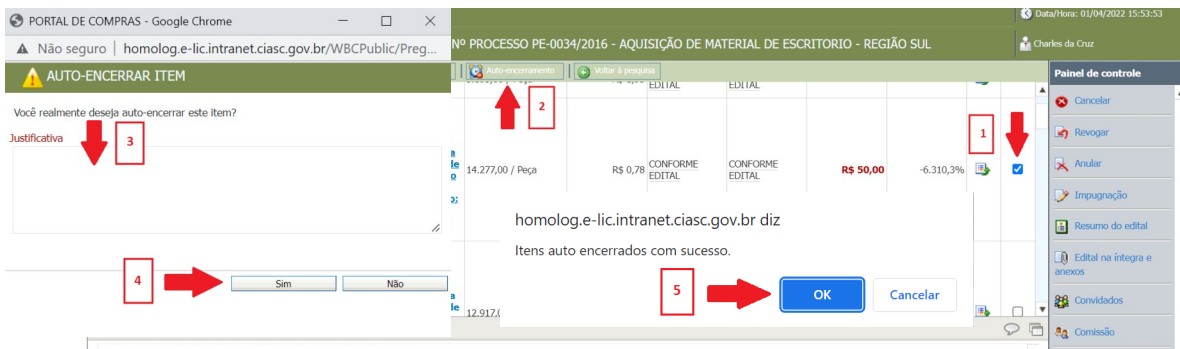 PORTAL DE COMPRAS - Google Chrome
Não seguro | homolog.e-lic.intranet.ciasc.gov.br/WBCPublic/Preg...
AUTO-ENCERRAR ITEM
Você realmente deseja auto-encerrar este item?
Justificativa
3
4
Sim
Não
Data/Hora: 01/04/2022 15:53:53
Nº PROCESSO PE-0034/2016 - AQUISIÇÃO DE MATERIAL DE ESCRITORIO - REGIÃO SUL
Charles da Cruz
Auto-encerramento
Voltar à pesquisa
EDITAL
EDITAL
2
1
14.277,00 / Peça
R$ 0,78
CONFORME
EDITAL
CONFORME
EDITAL
R$ 50,00
-6.310,3%
homolog.e-lic.intranet.ciasc.gov.br diz
Itens auto encerrados com sucesso.
5
OK
Cancelar
Painel de controle
Cancelar
Revogar
Anular
Impugnação
Resumo do edital
Edital na íntegra e
anexos
Convidados
Comissão